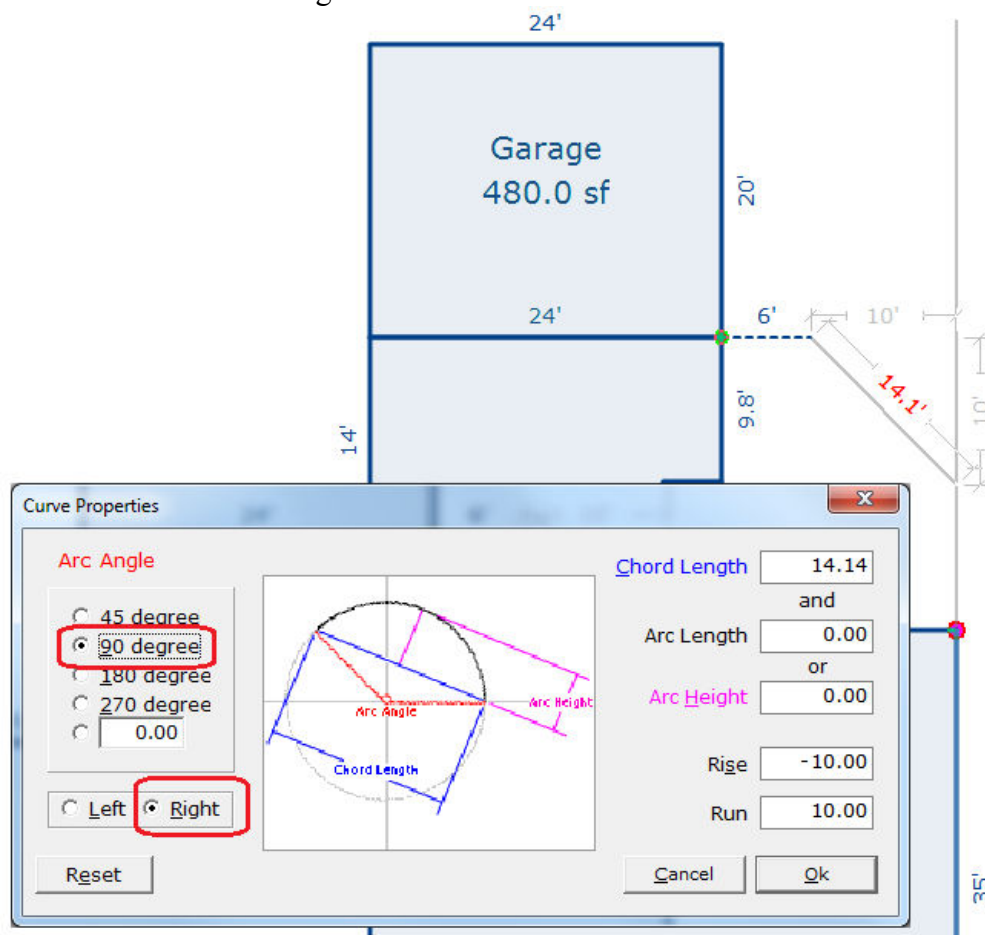 24'
Garage
480.0 sf
20'
24'
6'
10'
14.1'
10'
9.8'
14'
Curve Properties
X
Arc Angle
45 degree
90 degree
180 degree
270 degree
0.00
Left
Right
Reset
Arc Angle
Arc Height
Chord Length
Chord Length
14.14
and
Arc Length
0.00
or
Arc Height
0.00
Rise
-10.00
Run
10.00
Cancel
Ok
35'